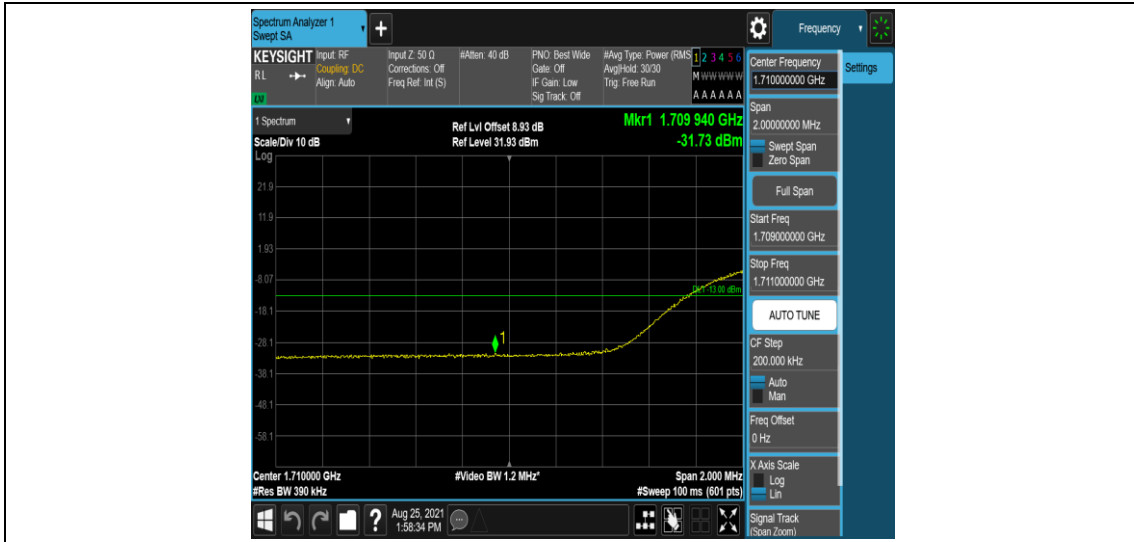 Spectrum Analyzer 1
Swept SA
+
Frequency
KEYSIGHT
RL
Input: RF
Coupling: DC
Align: Auto
Input Z: 50 Ω
Corrections: Off
Freq Ref: Int (S)
#Atten: 40 dB
PNO: Best Wide
Gate: Off
IF Gain: Low
Sig Track: Off
#Avg Type: Power (RMS
Avg|Hold: 30/30
Trig: Free Run
1 2 3 4 5 6
M W W W W W
A A A A A A
1 Spectrum
Scale/Div 10 dB
Log
Ref Lvl Offset 8.93 dB
Ref Level 31.93 dBm
Mkr1 1.709 940 GHz
-31.73 dBm
21.9
11.9
1.93
-8.07
-18.1
-28.1
-38.1
-48.1
-58.1
DL1 -13.00 dBm
1
Center 1.710000 GHz
#Res BW 390 kHz
#Video BW 1.2 MHz*
Span 2.000 MHz
#Sweep 100 ms (601 pts)
Aug 25, 2021
1:58:34 PM
?
Center Frequency
1.710000000 GHz
Settings
Span
2.00000000 MHz
Swept Span
Zero Span
Full Span
Start Freq
1.709000000 GHz
Stop Freq
1.711000000 GHz
AUTO TUNE
CF Step
200.000 kHz
Auto
Man
Freq Offset
0 Hz
X Axis Scale
Log
Lin
Signal Track
(Span Zoom)